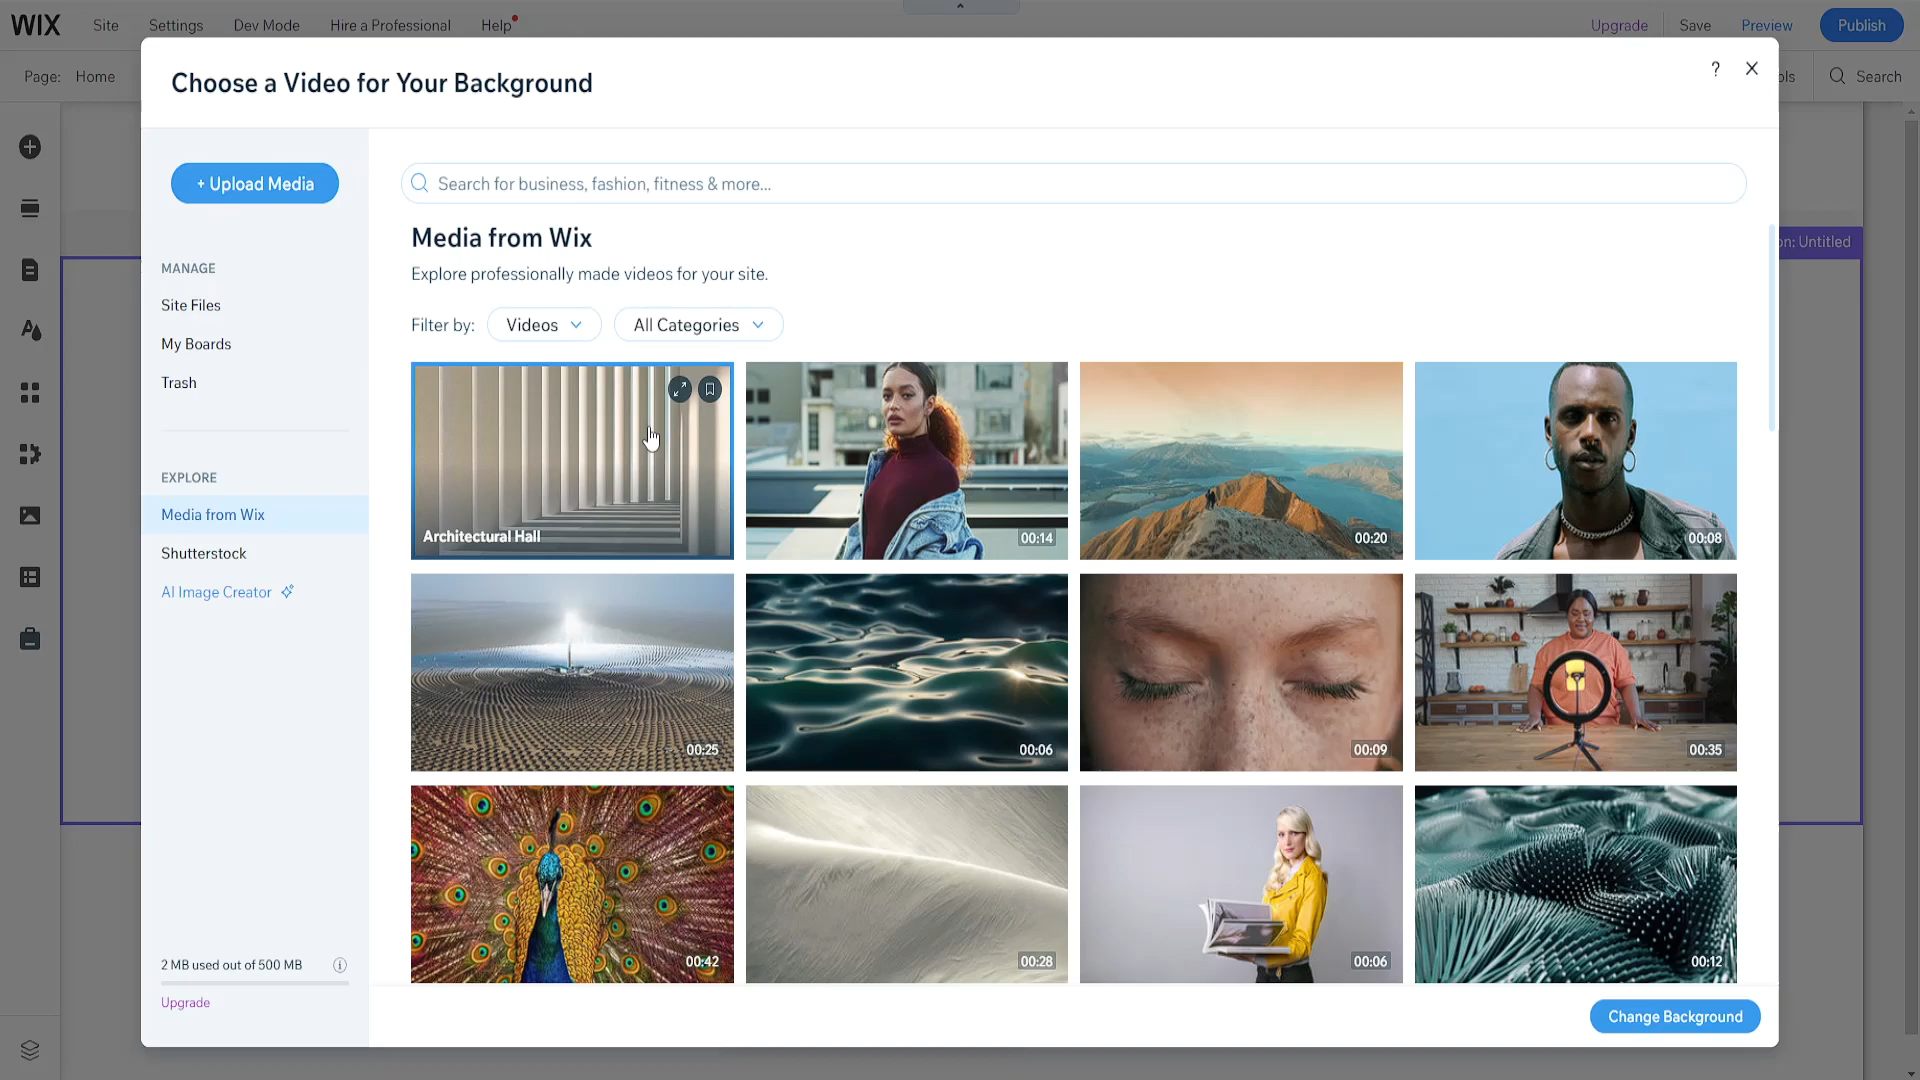 WIX
Site
Settings
Dev Mode
Hire a Professional
Help
Upgrade
Save
Preview
Publish
Page: Home
ols
Search
Choose a Video for Your Background
?
+ Upload Media
Search for business, fashion, fitness & more...
MANAGE
Site Files
My Boards
Trash
EXPLORE
Media from Wix
Shutterstock
AI Image Creator
2 MB used out of 500 MB
Upgrade
Media from Wix
Explore professionally made videos for your site.
Filter by:
Videos
All Categories
on: Untitled
Architectural Hall
00:14
00:20
00:08
00:25
00:06
00:09
00:35
00:42
00:28
00:06
00:12
Change Background